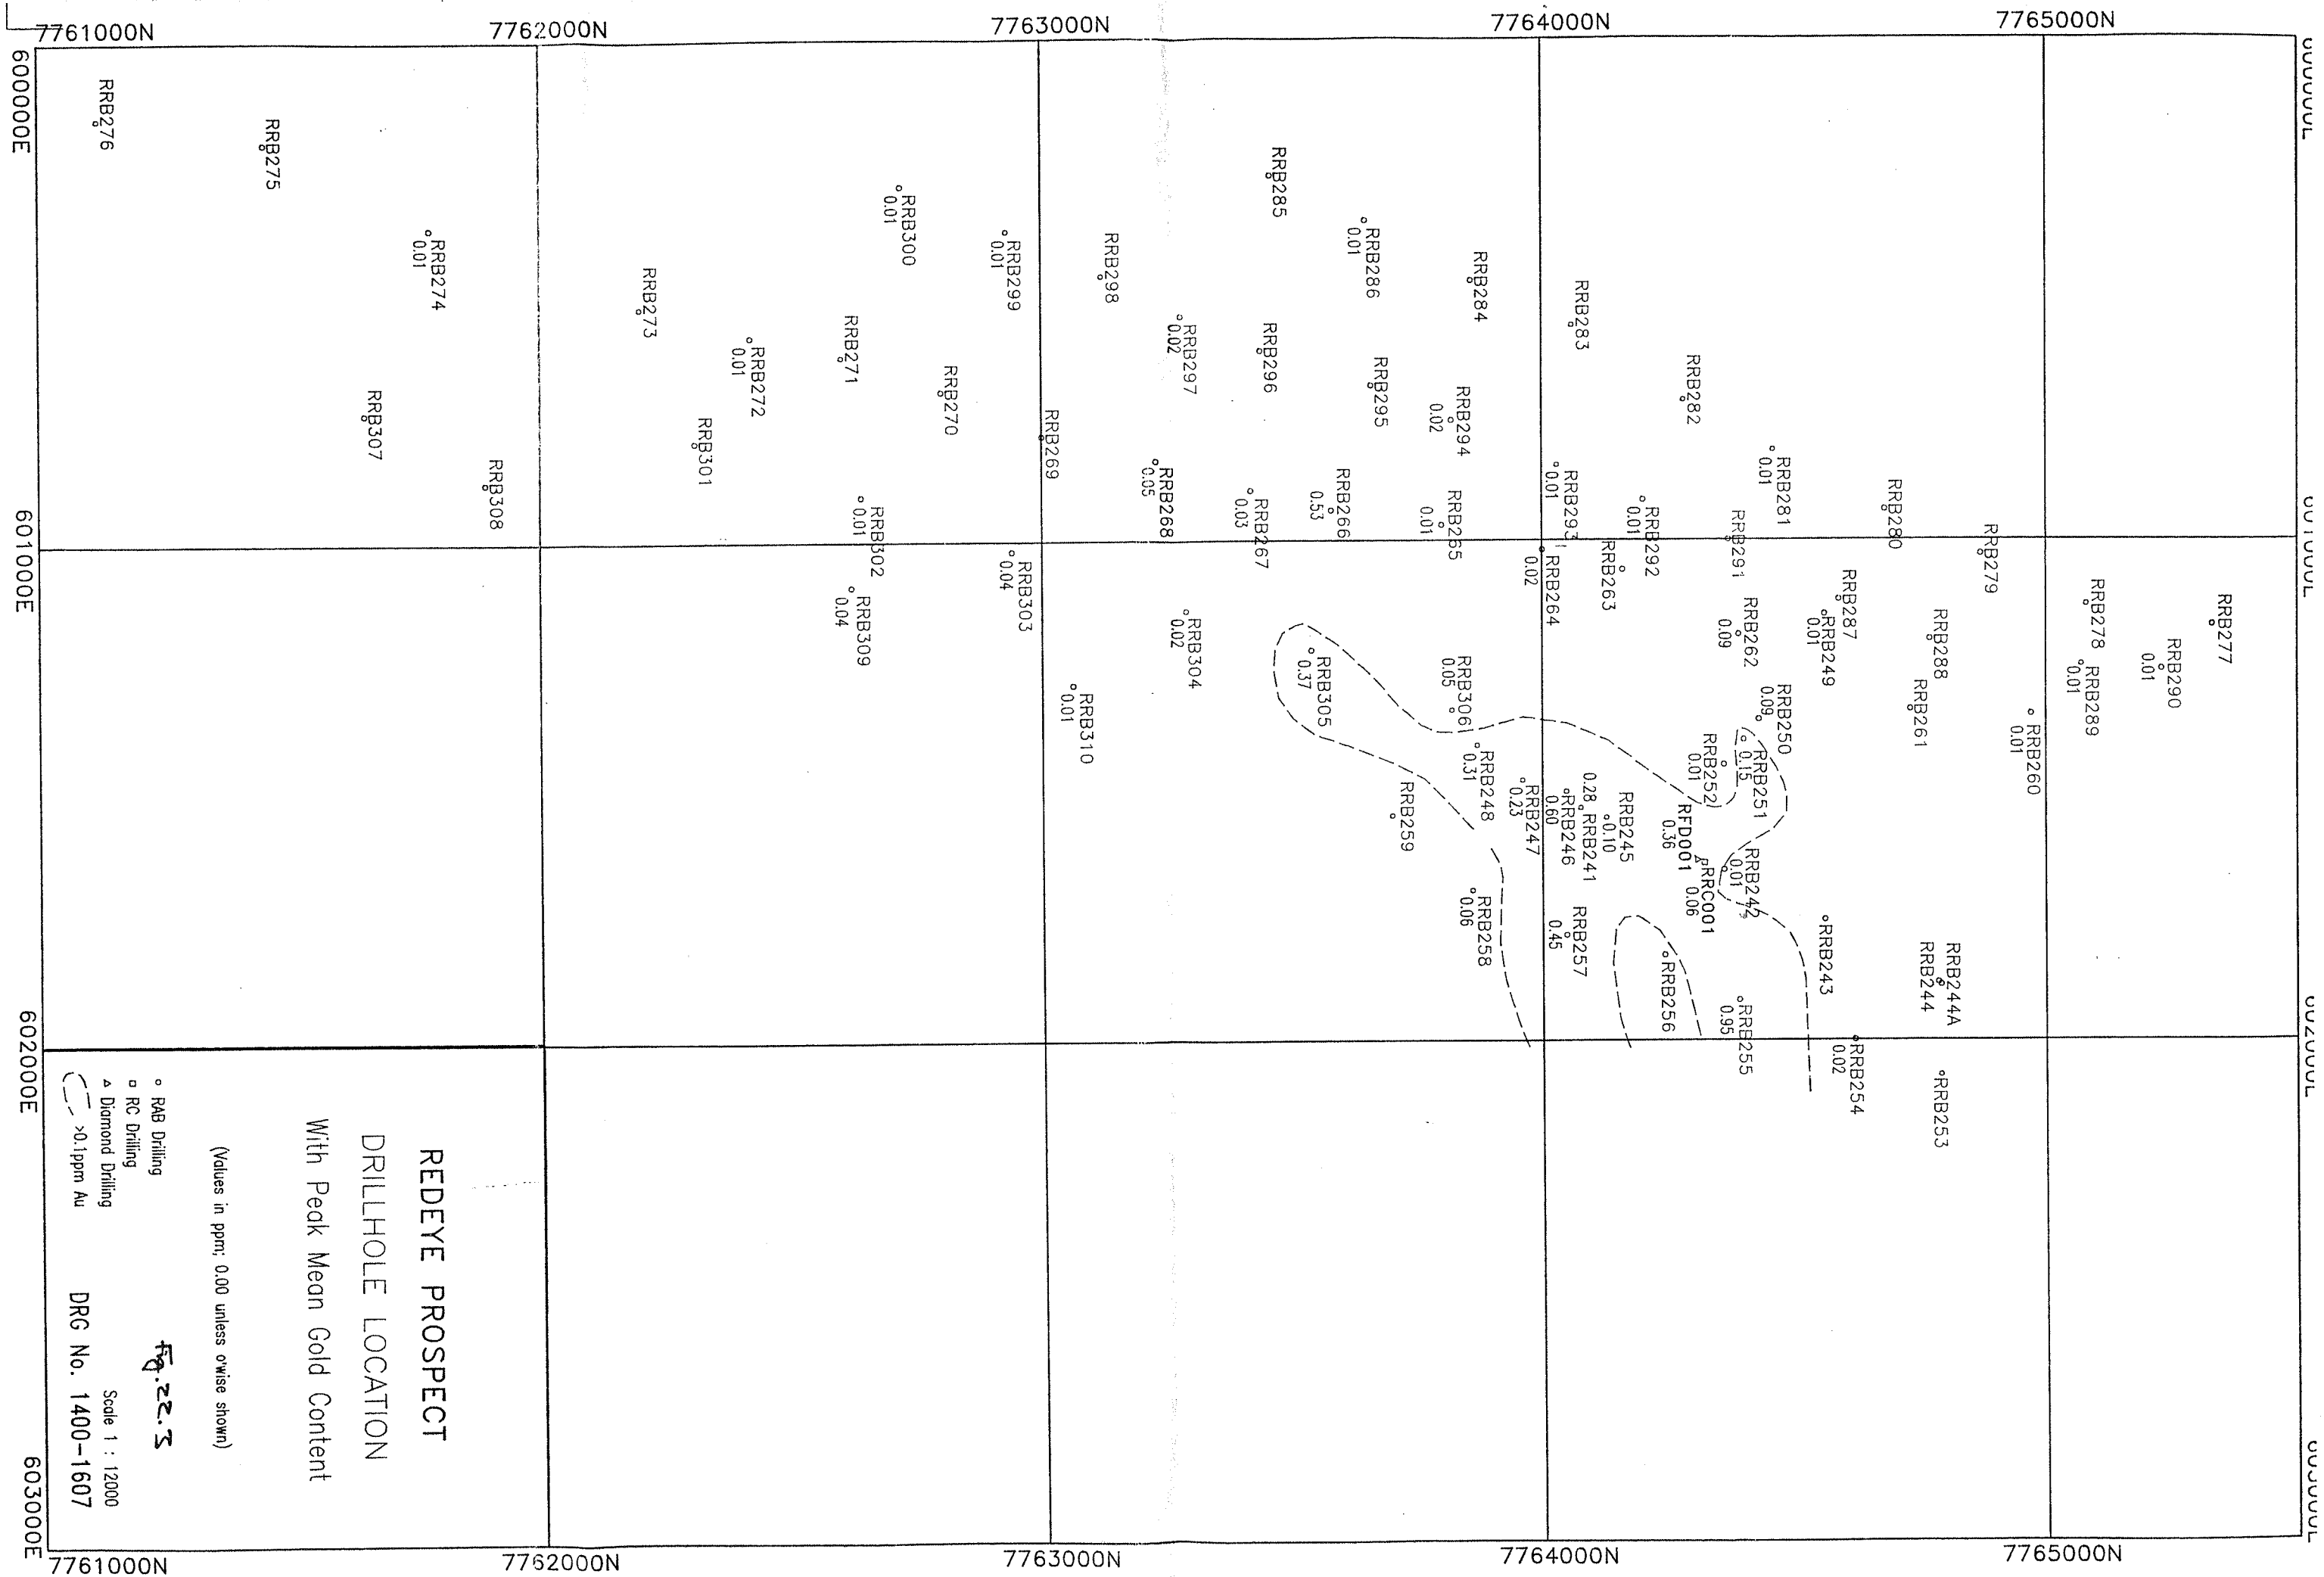 7761000N
7762000N
7763000N
7764000N
7765000N
600000E
601000E
602000E
603000E
7761000N
7762000N
7763000N
7764000N
7765000N
RRB276
RRB275
RRB274
0.01
RRB273
RRB307
RRB308
RRB300
0.01
RRB299
0.01
RRB271
RRB272
0.01
RRB270
RRB301
RRB269
RRB302
0.01
RRB303
0.04
RRB309
0.04
RRB298
RRB285
RRB286
0.01
RRB284
RRB283
RRB297
0.02
RRB296
RRB295
RRB294
0.02
RRB282
RRB268
0.05
RRB267
0.03
RRB266
0.53
RRB265
0.01
RRB293
0.01
RRB292
0.01
RRB281
0.01
RRB280
RRB291
RRB279
RRB264
0.02
RRB263
RRB287
RRB278
RRB277
RRB262
0.09
RRB249
0.01
RRB288
RRB290
0.01
RRB289
0.01
RRB304
0.02
RRB305
0.37
RRB306
0.05
RRB310
0.01
RRB250
0.09
RRB261
RRB260
0.01
RRB251
0.15
RRB252
0.01
RRB248
0.31
RRB247
0.23
RRB246
0.60
RRB241
0.28
RRB245
0.10
RRB259
RFD001
0.36
RRC001
0.06
RRB242
0.01
RRB258
0.06
RRB257
0.45
RRB243
RRB244A
RRB244
RRB256
RRB255
0.95
RRB254
0.02
RRB253
REDEYE PROSPECT
DRILLHOLE LOCATION
With Peak Mean Gold Content
(Values in ppm; 0.00 unless o'wise shown)
RAB Drilling
RC Drilling
Diamond Drilling
>0.1ppm Au
Fig. 22.3
Scale 1 : 12000
DRG No. 1400-1607